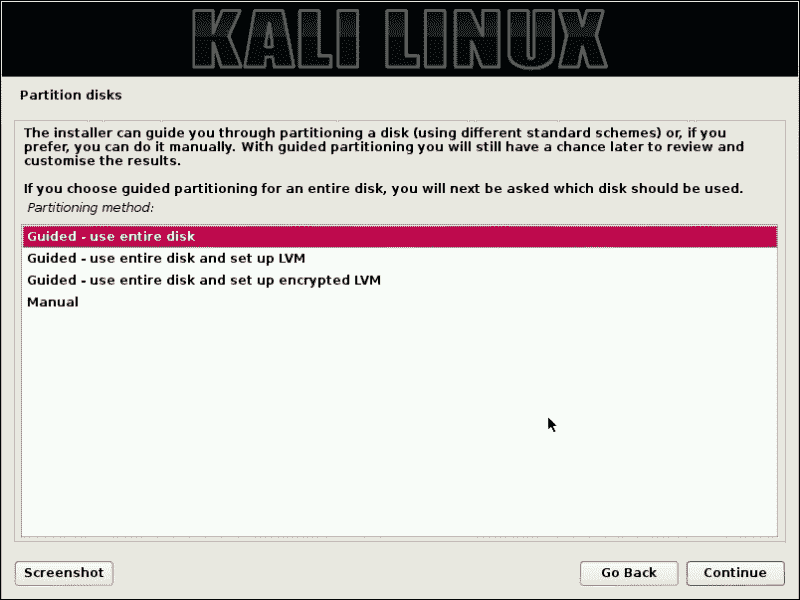 KALI LINUX
Partition disks
The installer can guide you through partitioning a disk (using different standard schemes) or, if you
prefer, you can do it manually. With guided partitioning you will still have a chance later to review and
customise the results.
If you choose guided partitioning for an entire disk, you will next be asked which disk should be used.
Partitioning method:
Guided - use entire disk
Guided - use entire disk and set up LVM
Guided - use entire disk and set up encrypted LVM
Manual
Screenshot
Go Back
Continue